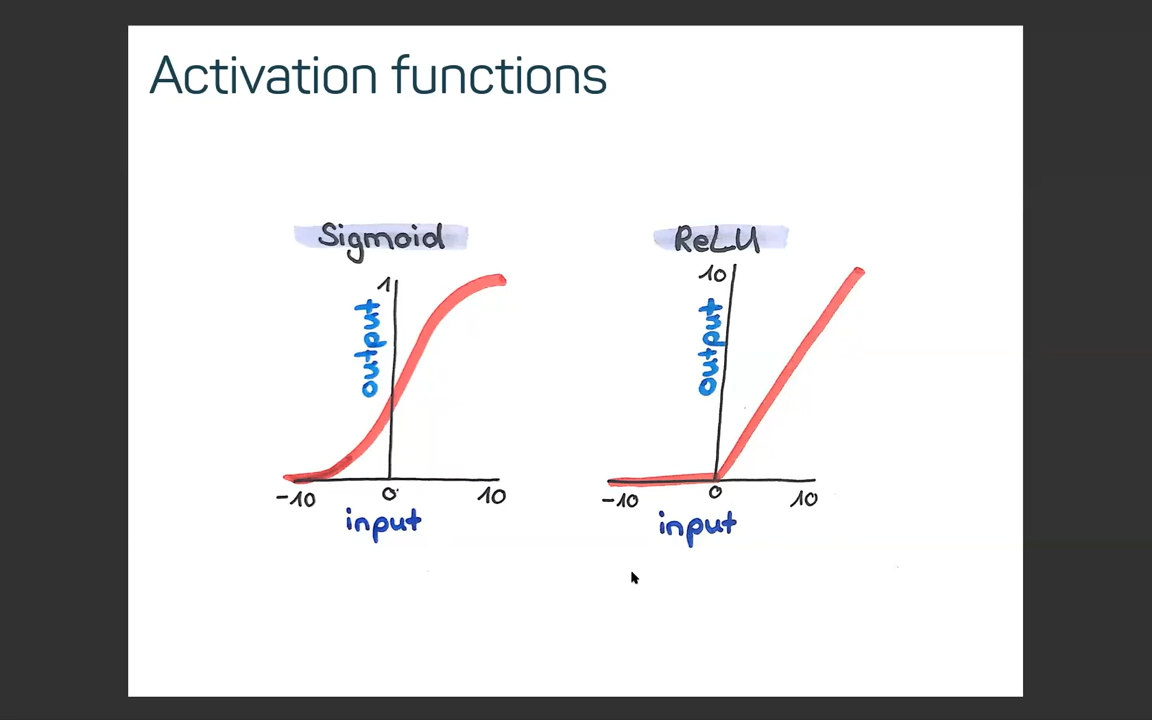 Activation functions
Sigmoid
1
output
-10
0
10
input
ReLU
10
output
-10
0
10
input